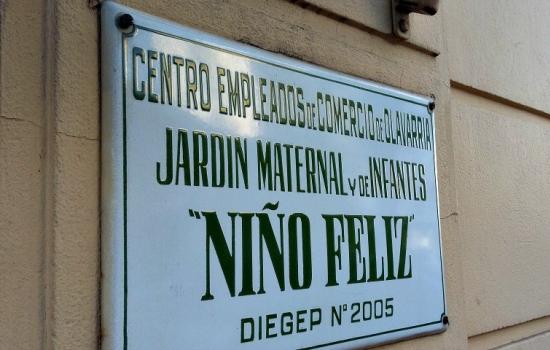 CENTRO EMPLEADOS DE COMERCIO DE OLAVARRIA
JARDIN MATERNAL Y DE INFANTES
"NIÑO FELIZ"
DIEGEP Nº 2005